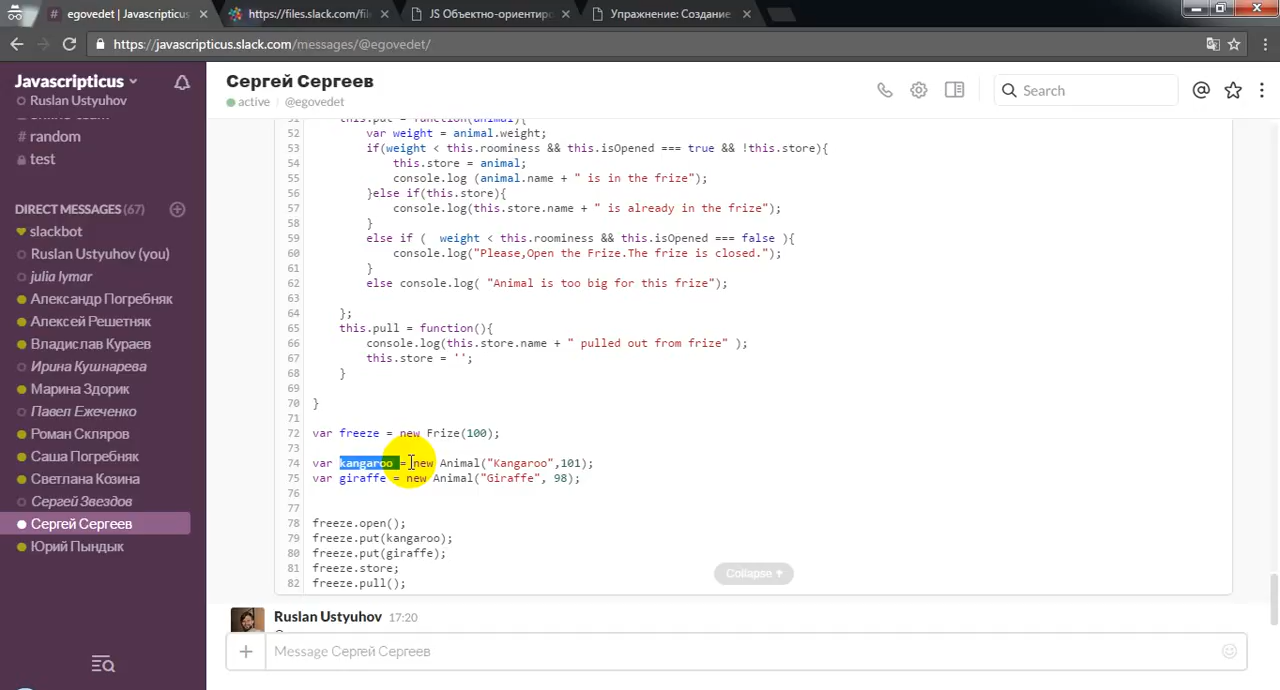 # egovedet | Javascripticus
https://files.slack.com/file
JS Объектно-ориентиро
Упражнение: Создание
https://javascripticus.slack.com/messages/@egovedet/
Javascripticus
Ruslan Ustyuhov
# random
test
DIRECT MESSAGES (67)
slackbot
Ruslan Ustyuhov (you)
julia lymar
Александр Погребняк
Алексей Решетняк
Владислав Кураев
Ирина Кушнарева
Марина Здорик
Павел Ежеченко
Роман Скляров
Саша Погребняк
Светлана Козина
Сергей Звездов
Сергей Сергеев
Юрий Пындык
Сергей Сергеев
active | @egovedet
Search
51 this.put = function(animal){
52 var weight = animal.weight;
53 if(weight < this.roominess && this.isOpened === true && !this.store){
54 this.store = animal;
55 console.log (animal.name + " is in the frize");
56 }else if(this.store){
57 console.log(this.store.name + " is already in the frize");
58 }
59 else if (  weight < this.roominess && this.isOpened === false ){
60 console.log("Please,Open the Frize.The frize is closed.");
61 }
62 else console.log( "Animal is too big for this frize");
63
64 };
65 this.pull = function(){
66 console.log(this.store.name + " pulled out from frize" );
67 this.store = '';
68 }
69
70 }
71
72 var freeze = new Frize(100);
73
74 var kangaroo = new Animal("Kangaroo",101);
75 var giraffe = new Animal("Giraffe", 98);
76
77
78 freeze.open();
79 freeze.put(kangaroo);
80 freeze.put(giraffe);
81 freeze.store;
82 freeze.pull();
Collapse ↑
Ruslan Ustyuhov 17:20
Message Сергей Сергеев